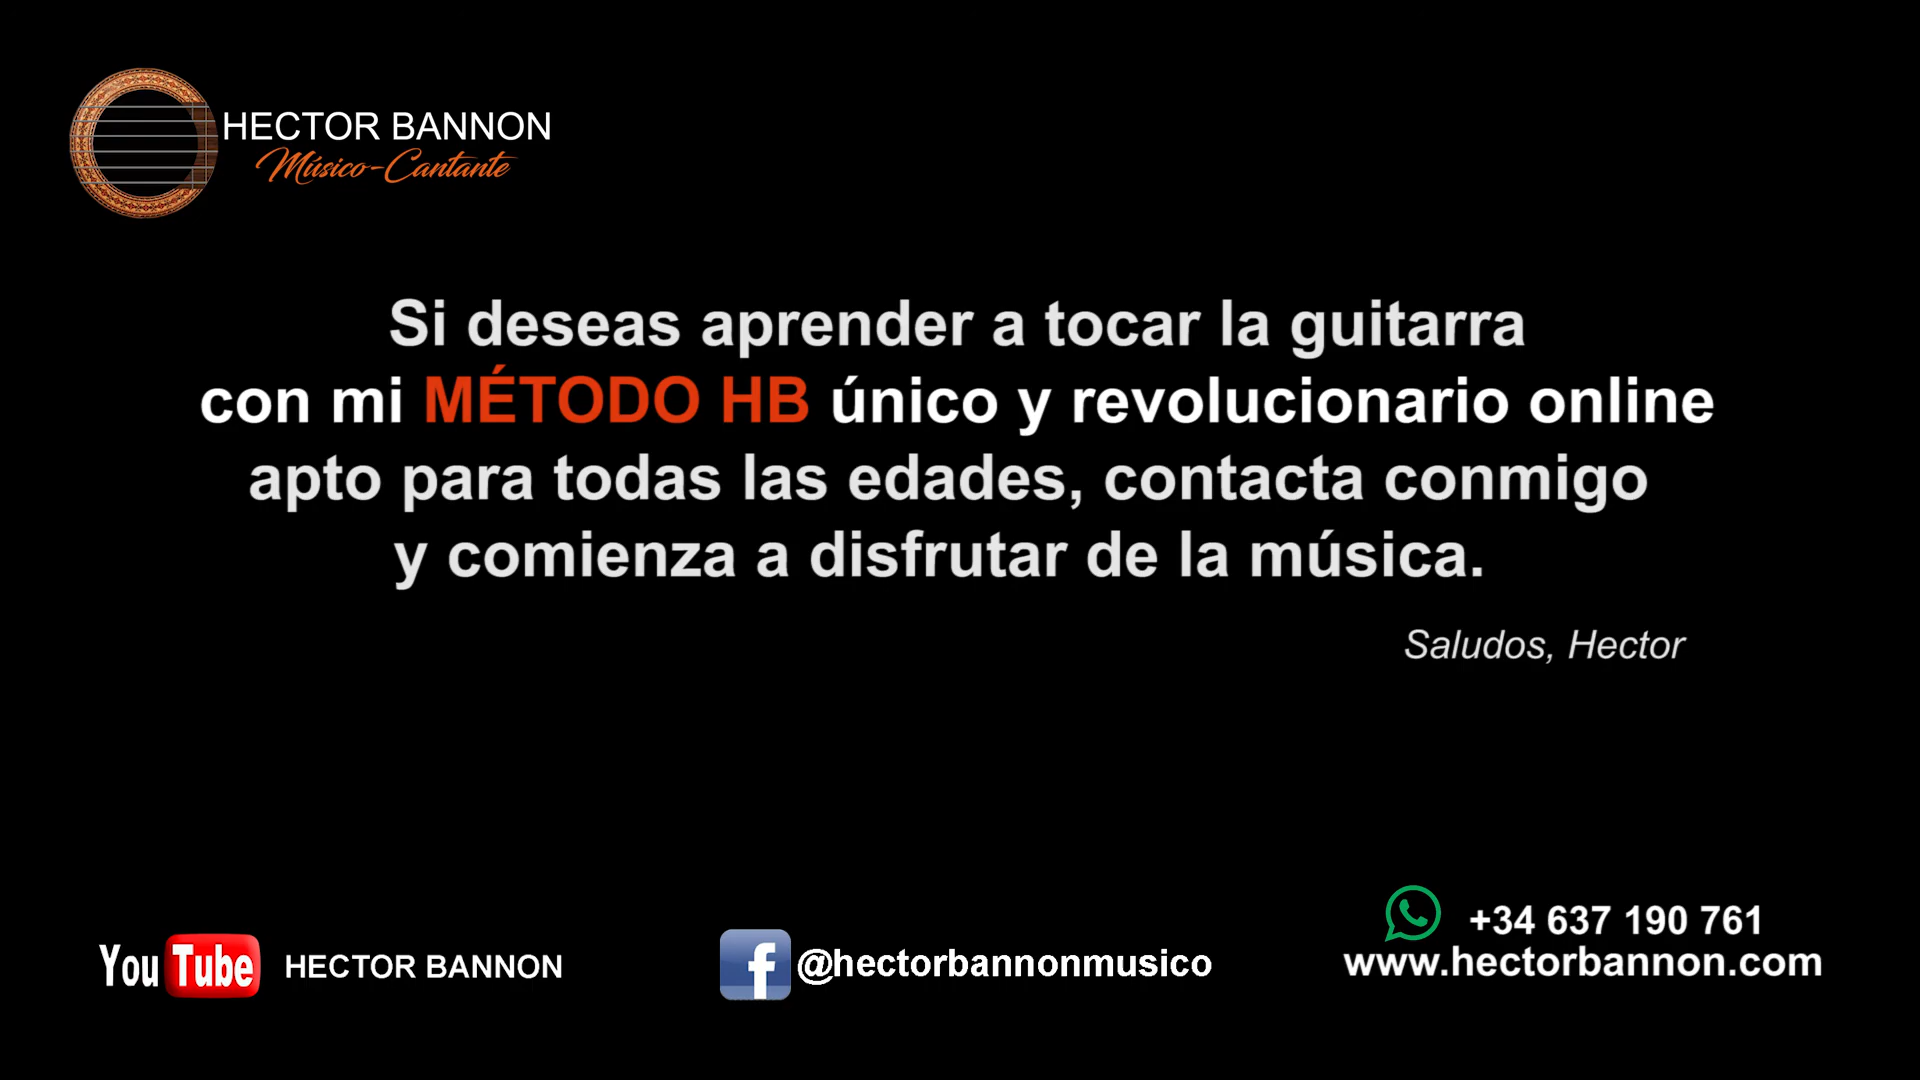 HECTOR BANNON
Músico-Cantante
Si deseas aprender a tocar la guitarra
con mi MÉTODO HB único y revolucionario online
apto para todas las edades, contacta conmigo
y comienza a disfrutar de la música.
Saludos, Hector
You Tube HECTOR BANNON
f @hectorbannonmusico
+34 637 190 761
www.hectorbannon.com